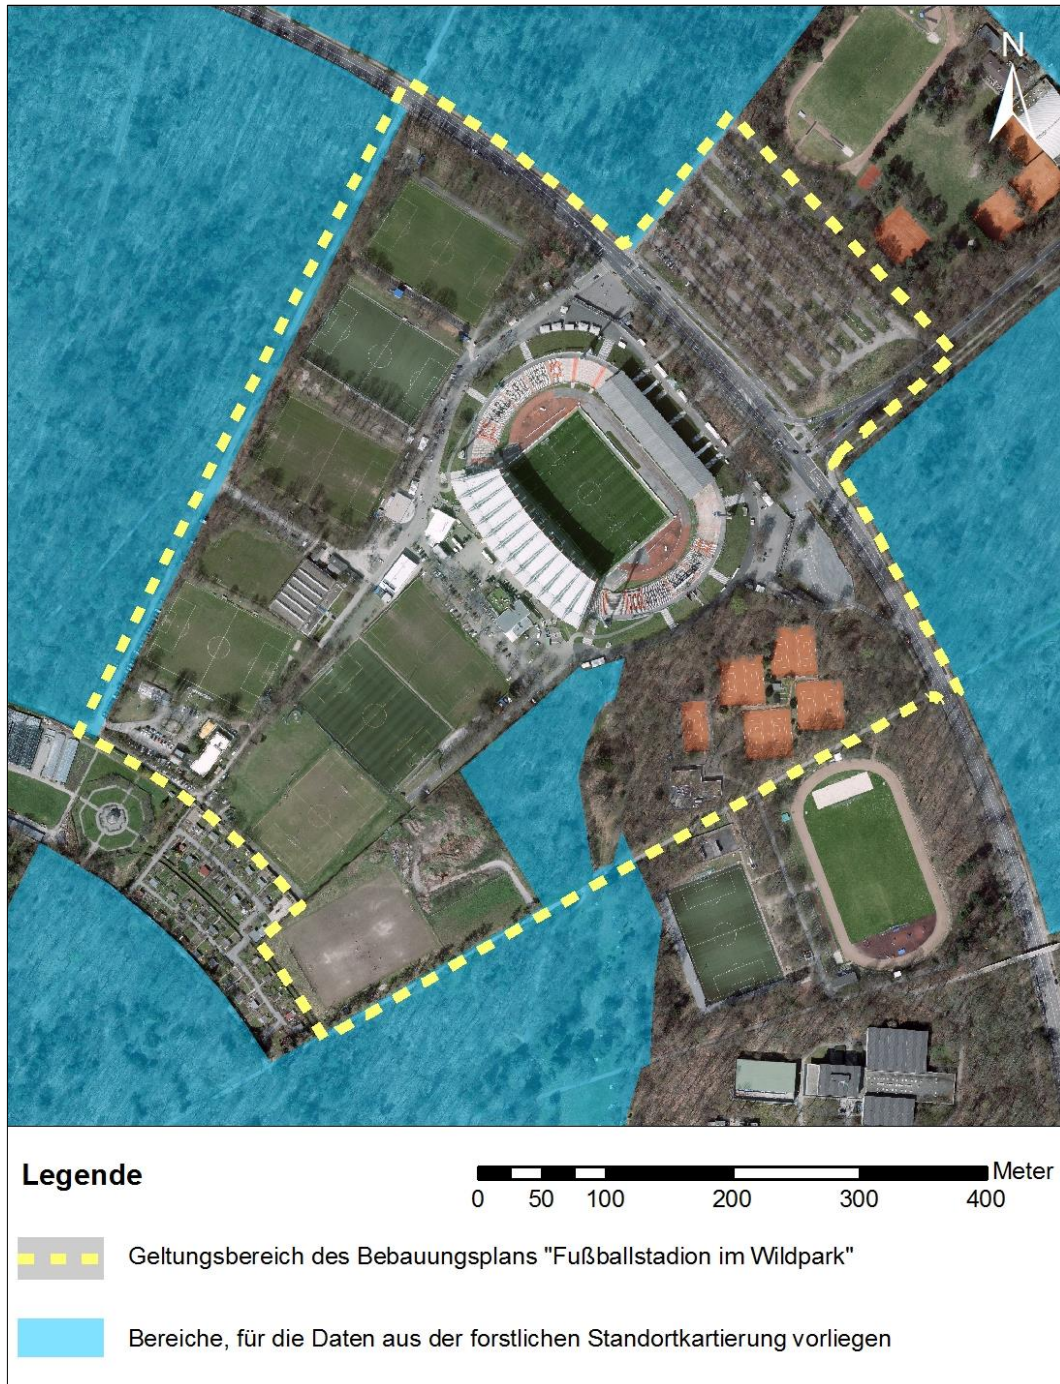 N
Legende
Meter
0 50 100 200 300 400
Geltungsbereich des Bebauungsplans "Fußballstadion im Wildpark"
Bereiche, für die Daten aus der forstlichen Standortkartierung vorliegen